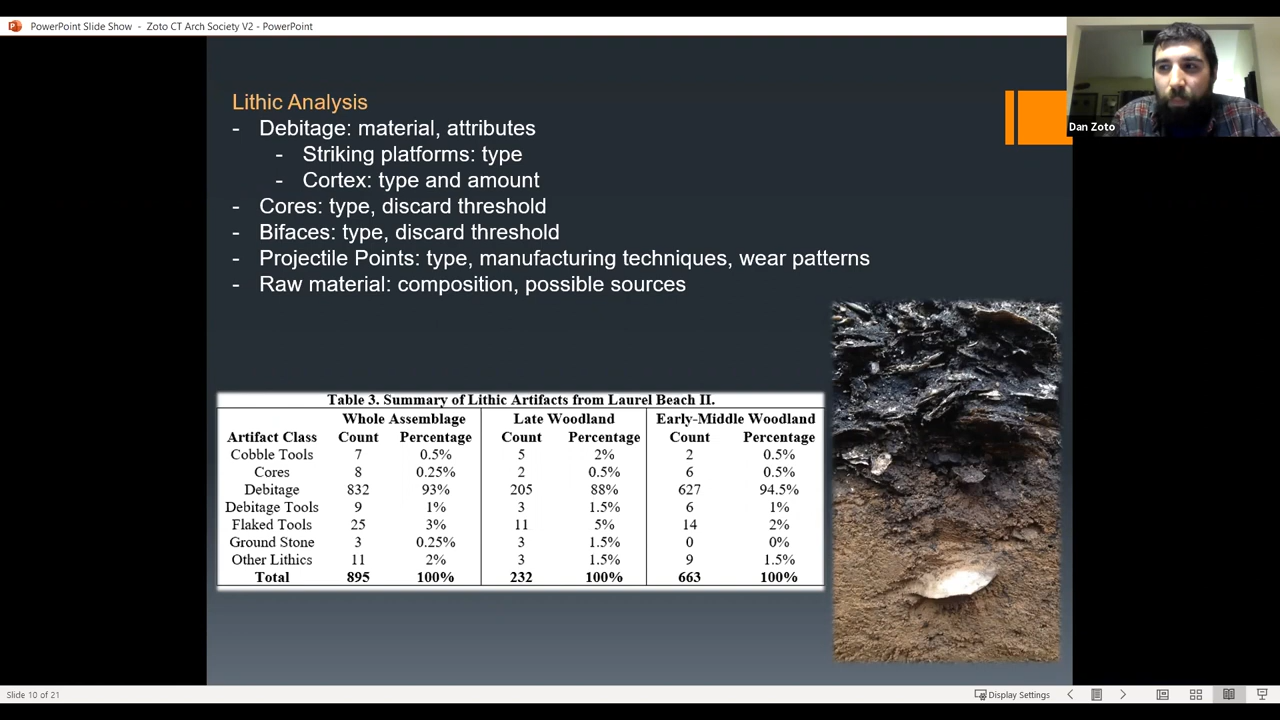 PowerPoint Slide Show - Zoto CT Arch Society V2 - PowerPoint
Dan Zoto
Lithic Analysis
- Debitage: material, attributes
- Striking platforms: type
- Cortex: type and amount
- Cores: type, discard threshold
- Bifaces: type, discard threshold
- Projectile Points: type, manufacturing techniques, wear patterns
- Raw material: composition, possible sources
Table 3. Summary of Lithic Artifacts from Laurel Beach II.
Whole Assemblage Late Woodland Early-Middle Woodland
Artifact Class Count Percentage Count Percentage Count Percentage
Cobble Tools 7 0.5% 5 2% 2 0.5%
Cores 8 0.25% 2 0.5% 6 0.5%
Debitage 832 93% 205 88% 627 94.5%
Debitage Tools 9 1% 3 1.5% 6 1%
Flaked Tools 25 3% 11 5% 14 2%
Ground Stone 3 0.25% 3 1.5% 0 0%
Other Lithics 11 2% 3 1.5% 9 1.5%
Total 895 100% 232 100% 663 100%
Slide 10 of 21
Display Settings